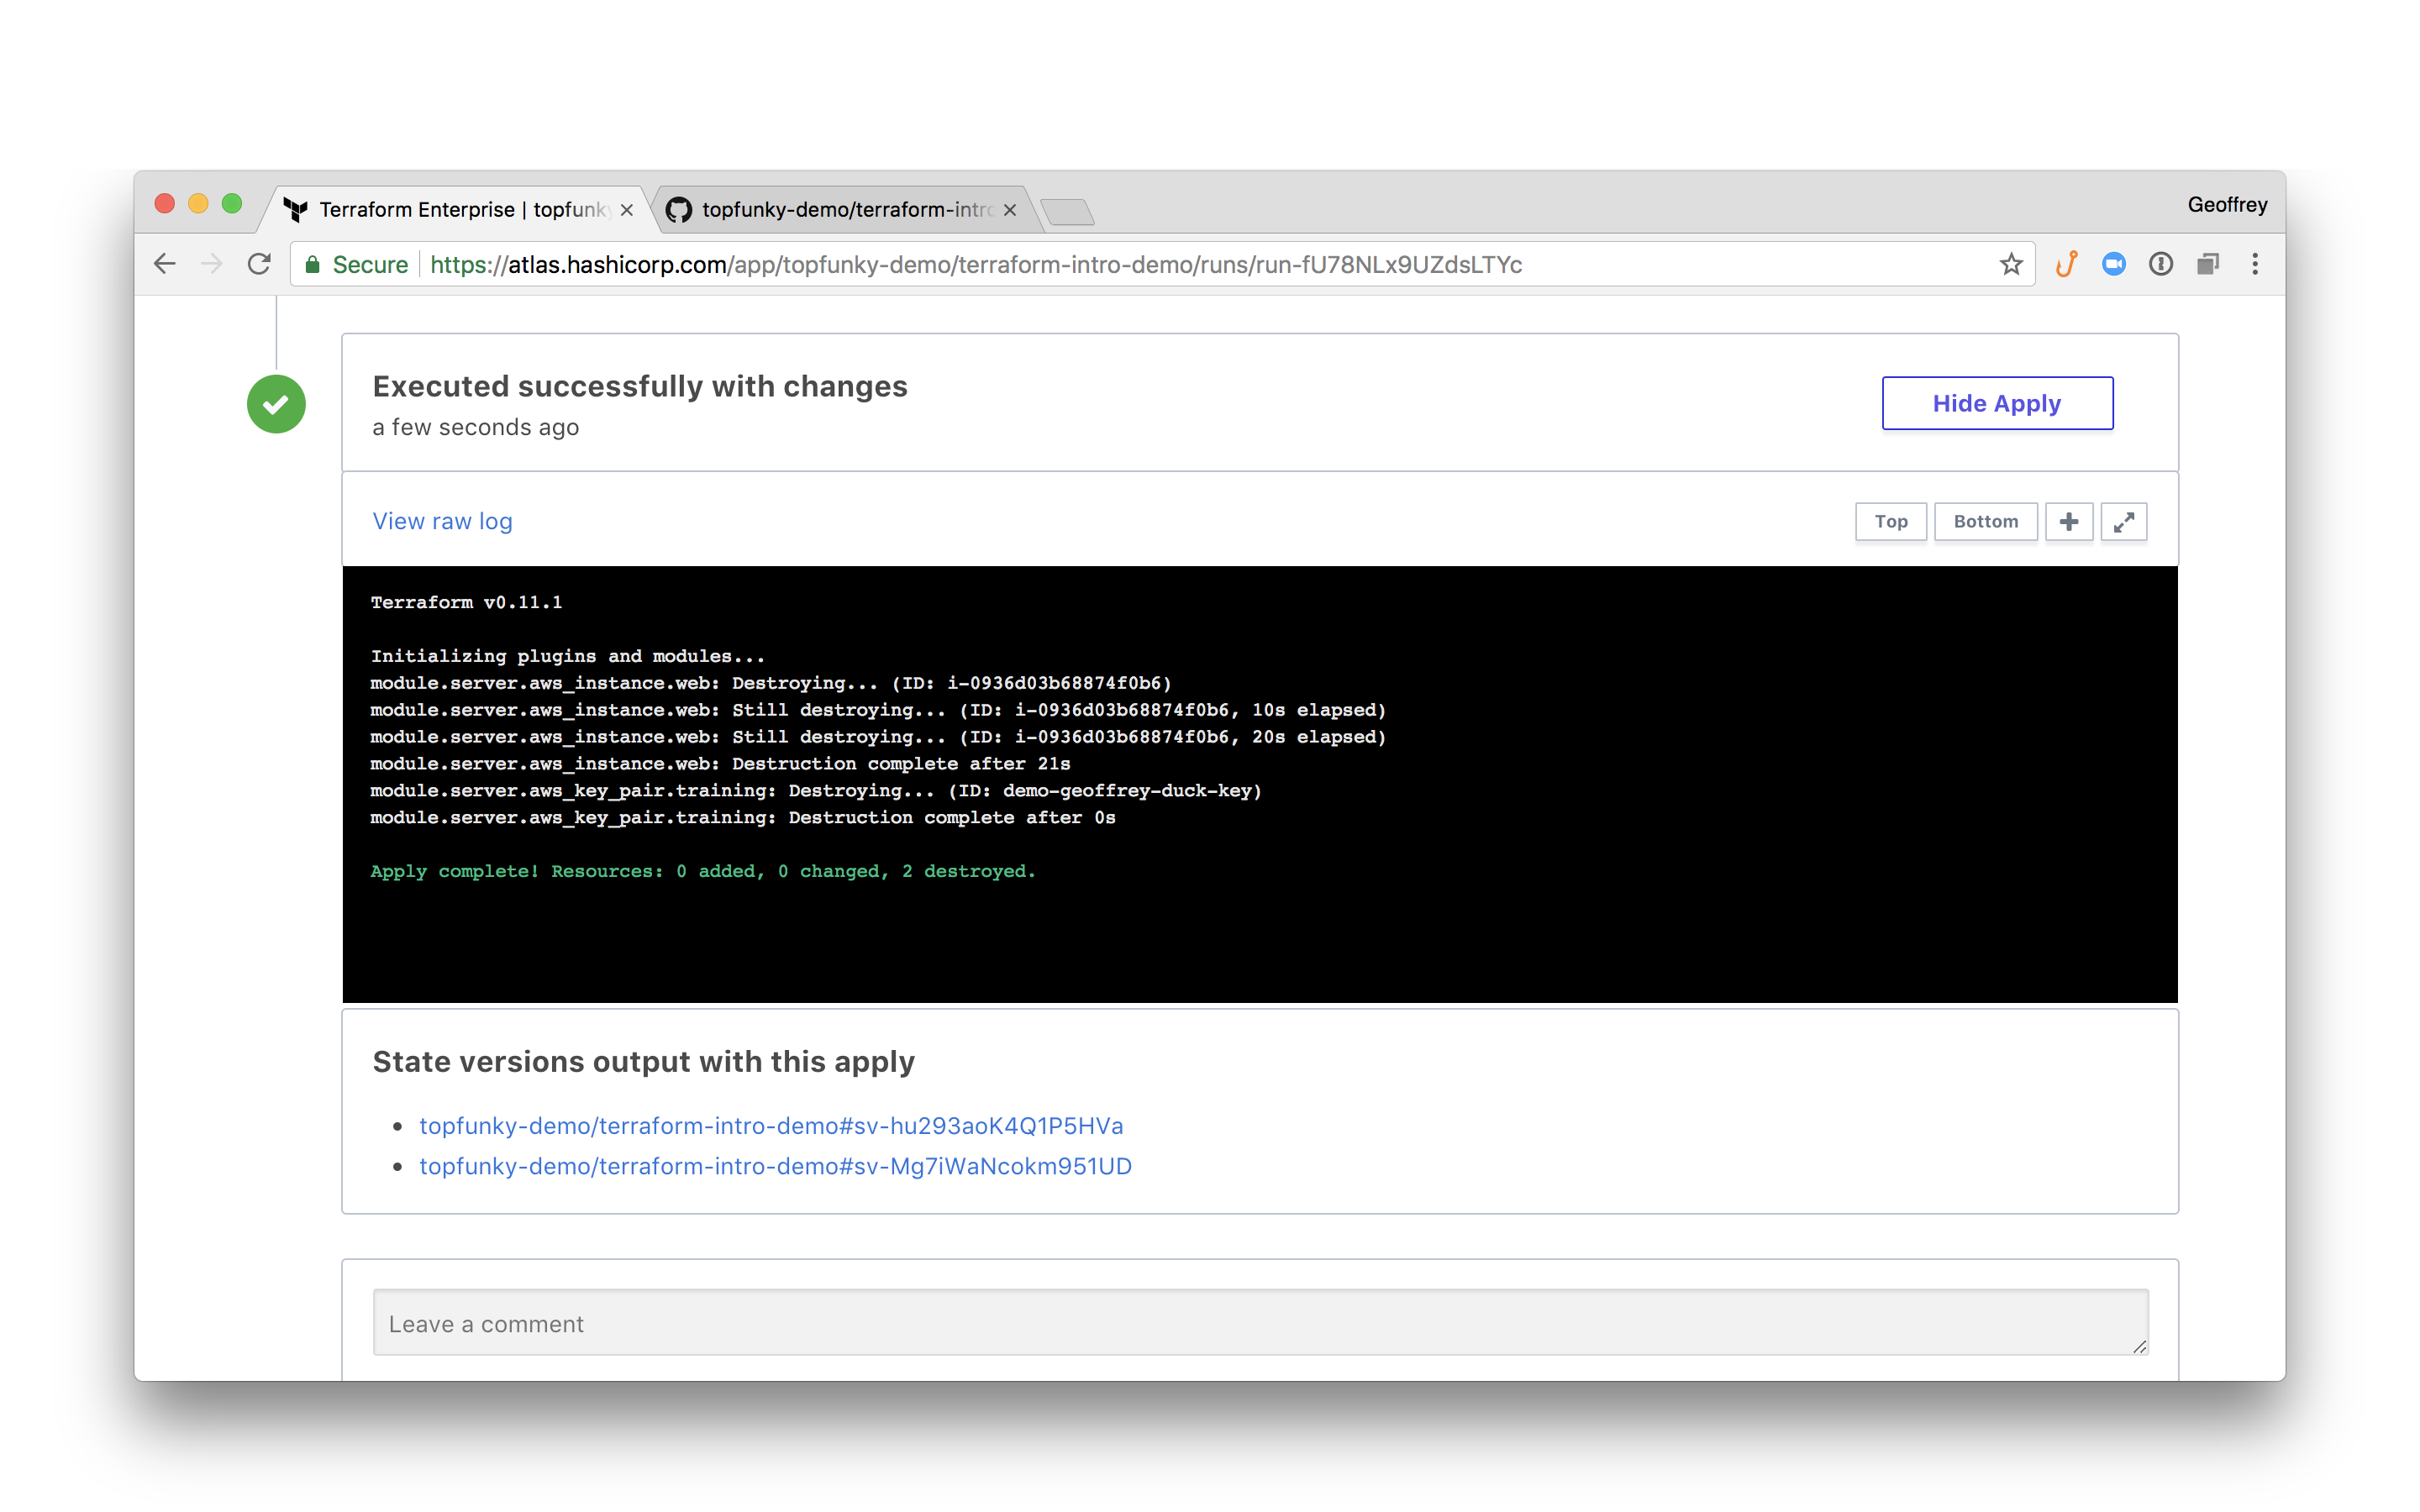 Terraform Enterprise | topfunky
topfunky-demo/terraform-intro
Geoffrey
Secure https://atlas.hashicorp.com/app/topfunky-demo/terraform-intro-demo/runs/run-fU78NLx9UZdsLTYc
Executed successfully with changes
a few seconds ago
Hide Apply
View raw log
Top
Bottom
Terraform v0.11.1
Initializing plugins and modules...
module.server.aws_instance.web: Destroying... (ID: i-0936d03b68874f0b6)
module.server.aws_instance.web: Still destroying... (ID: i-0936d03b68874f0b6, 10s elapsed)
module.server.aws_instance.web: Still destroying... (ID: i-0936d03b68874f0b6, 20s elapsed)
module.server.aws_instance.web: Destruction complete after 21s
module.server.aws_key_pair.training: Destroying... (ID: demo-geoffrey-duck-key)
module.server.aws_key_pair.training: Destruction complete after 0s
Apply complete! Resources: 0 added, 0 changed, 2 destroyed.
State versions output with this apply
• topfunky-demo/terraform-intro-demo#sv-hu293aoK4Q1P5HVa
• topfunky-demo/terraform-intro-demo#sv-Mg7iWaNcokm951UD
Leave a comment